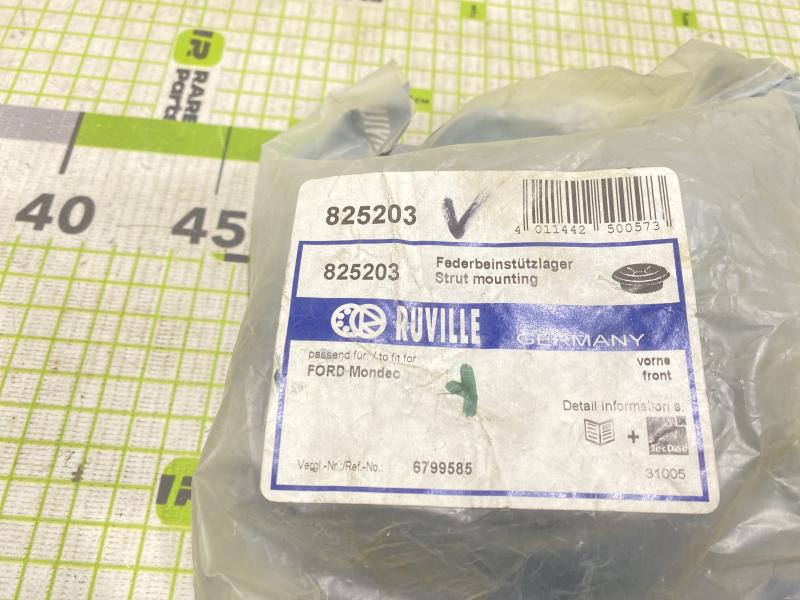 RARE
Parts
40
45
825203 V
4 011442 500573
825203
Federbeinstützlager
Strut mounting
RUVILLE
GERMANY
passend für: / to fit for:
FORD Mondeo
vorne
front
Detail information s.
+
TecDoc
Vergl.-Nr./Ref.-No.: 6799585
31005